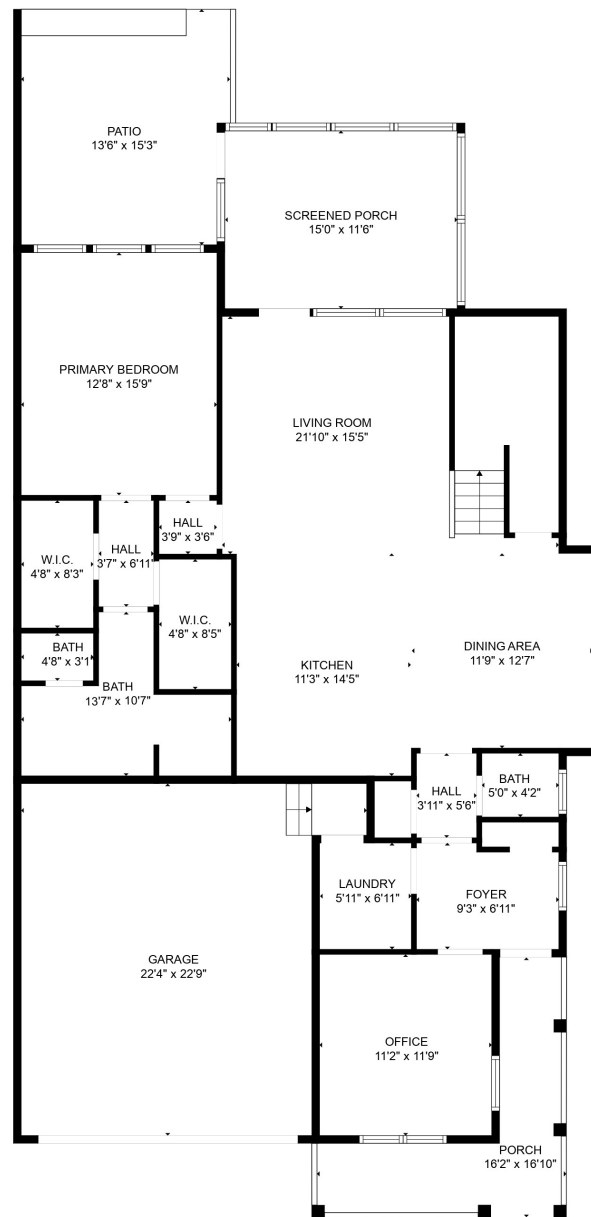 PATIO
13'6" x 15'3"
SCREENED PORCH
15'0" x 11'6"
PRIMARY BEDROOM
12'8" x 15'9"
LIVING ROOM
21'10" x 15'5"
HALL
3'9" x 3'6"
HALL
3'7" x 6'11"
W.I.C.
4'8" x 8'3"
W.I.C.
4'8" x 8'5"
BATH
4'8" x 3'1"
BATH
13'7" x 10'7"
KITCHEN
11'3" x 14'5"
DINING AREA
11'9" x 12'7"
HALL
3'11" x 5'6"
BATH
5'0" x 4'2"
LAUNDRY
5'11" x 6'11"
FOYER
9'3" x 6'11"
GARAGE
22'4" x 22'9"
OFFICE
11'2" x 11'9"
PORCH
16'2" x 16'10"